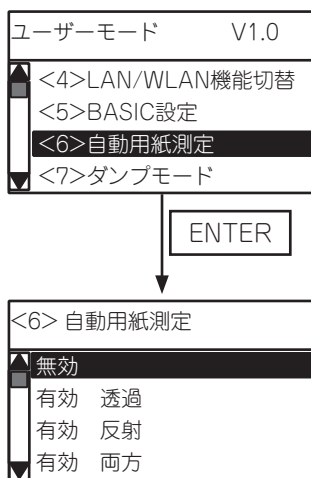 ユーザーモード V1.0
<4>LAN/WLAN機能切替
<5>BASIC設定
<6>自動用紙測定
<7>ダンプモード
ENTER
<6> 自動用紙測定
無効
有効 透過
有効 反射
有効 両方